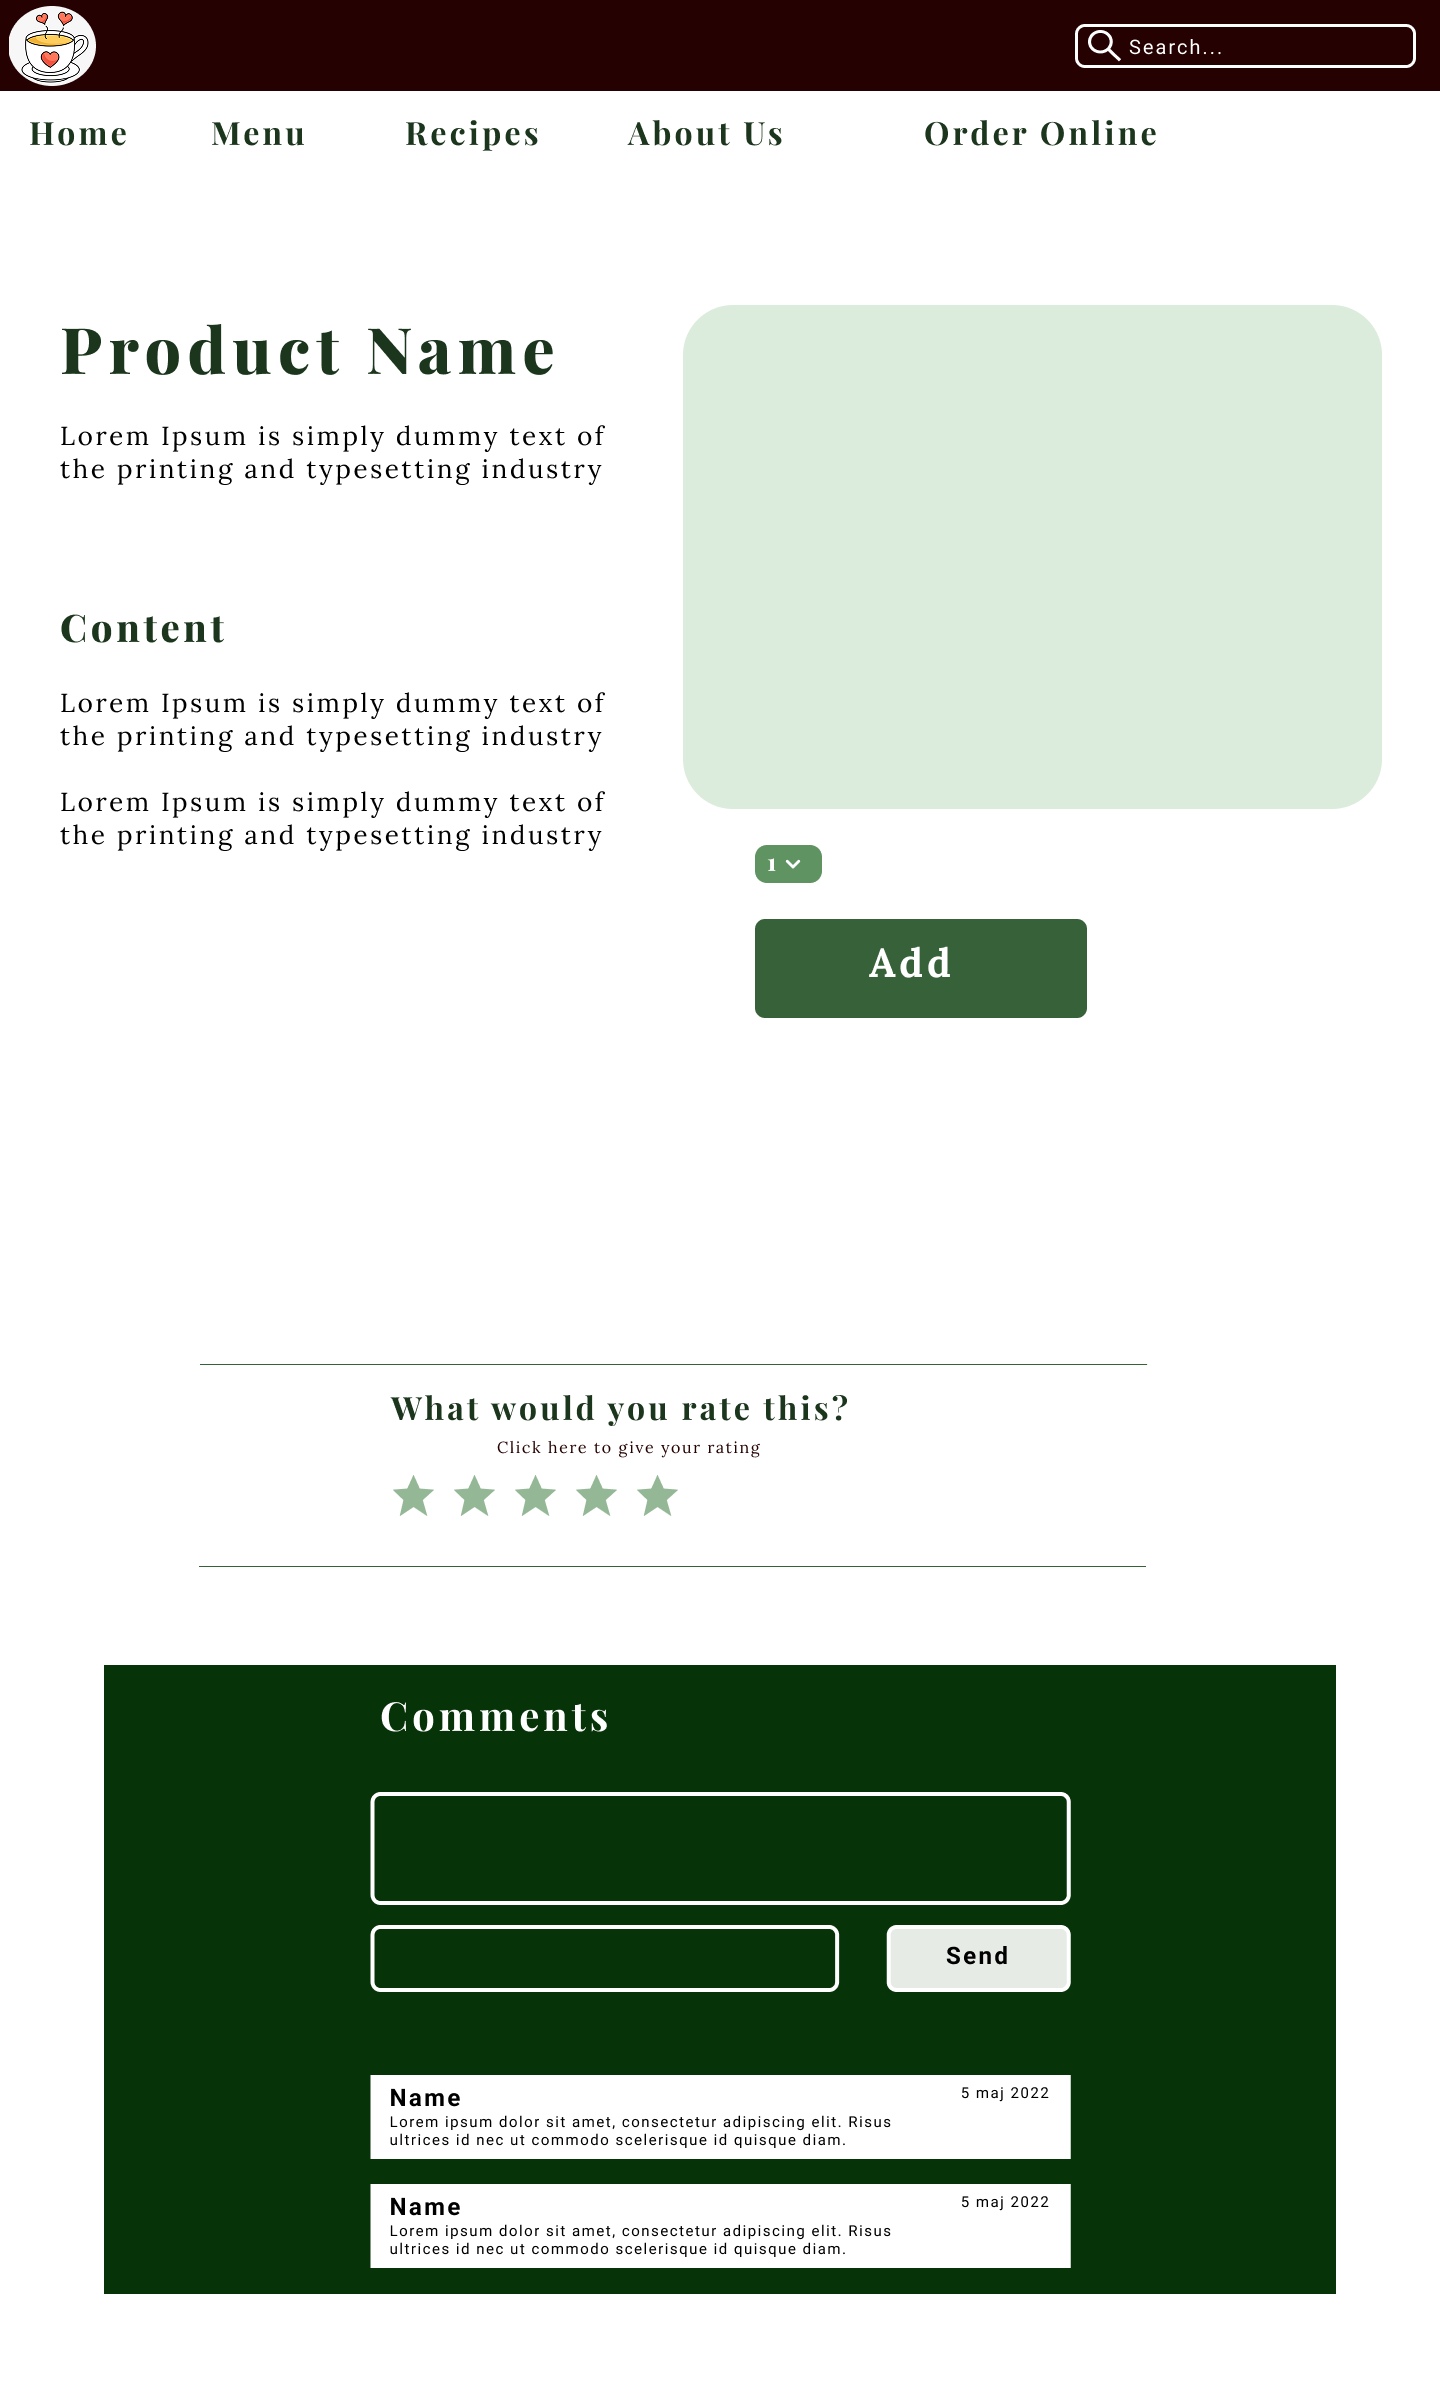 Search...
Home Menu Recipes About Us Order Online
Product Name
Lorem Ipsum is simply dummy text of
the printing and typesetting industry
Content
Lorem Ipsum is simply dummy text of
the printing and typesetting industry
Lorem Ipsum is simply dummy text of
the printing and typesetting industry
1
Add
What would you rate this?
Click here to give your rating
Comments
Send
Name
5 maj 2022
Lorem ipsum dolor sit amet, consectetur adipiscing elit. Risus
ultrices id nec ut commodo scelerisque id quisque diam.
Name
5 maj 2022
Lorem ipsum dolor sit amet, consectetur adipiscing elit. Risus
ultrices id nec ut commodo scelerisque id quisque diam.